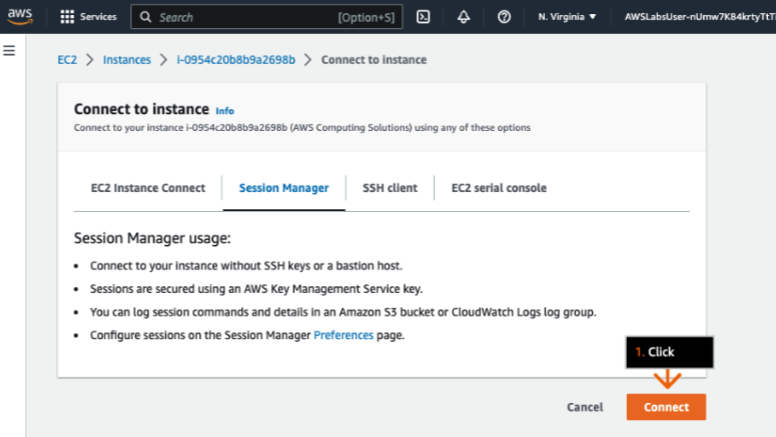 aws Services Search [Option+S] N. Virginia ▼ AWSLabsUser-nUmw7K84krtyTtT
EC2 > Instances > i-0954c20b8b9a2698b > Connect to instance
Connect to instance Info
Connect to your instance i-0954c20b8b9a2698b (AWS Computing Solutions) using any of these options
EC2 Instance Connect Session Manager SSH client EC2 serial console
Session Manager usage:
• Connect to your instance without SSH keys or a bastion host.
• Sessions are secured using an AWS Key Management Service key.
• You can log session commands and details in an Amazon S3 bucket or CloudWatch Logs log group.
• Configure sessions on the Session Manager Preferences page.
1. Click
Cancel Connect